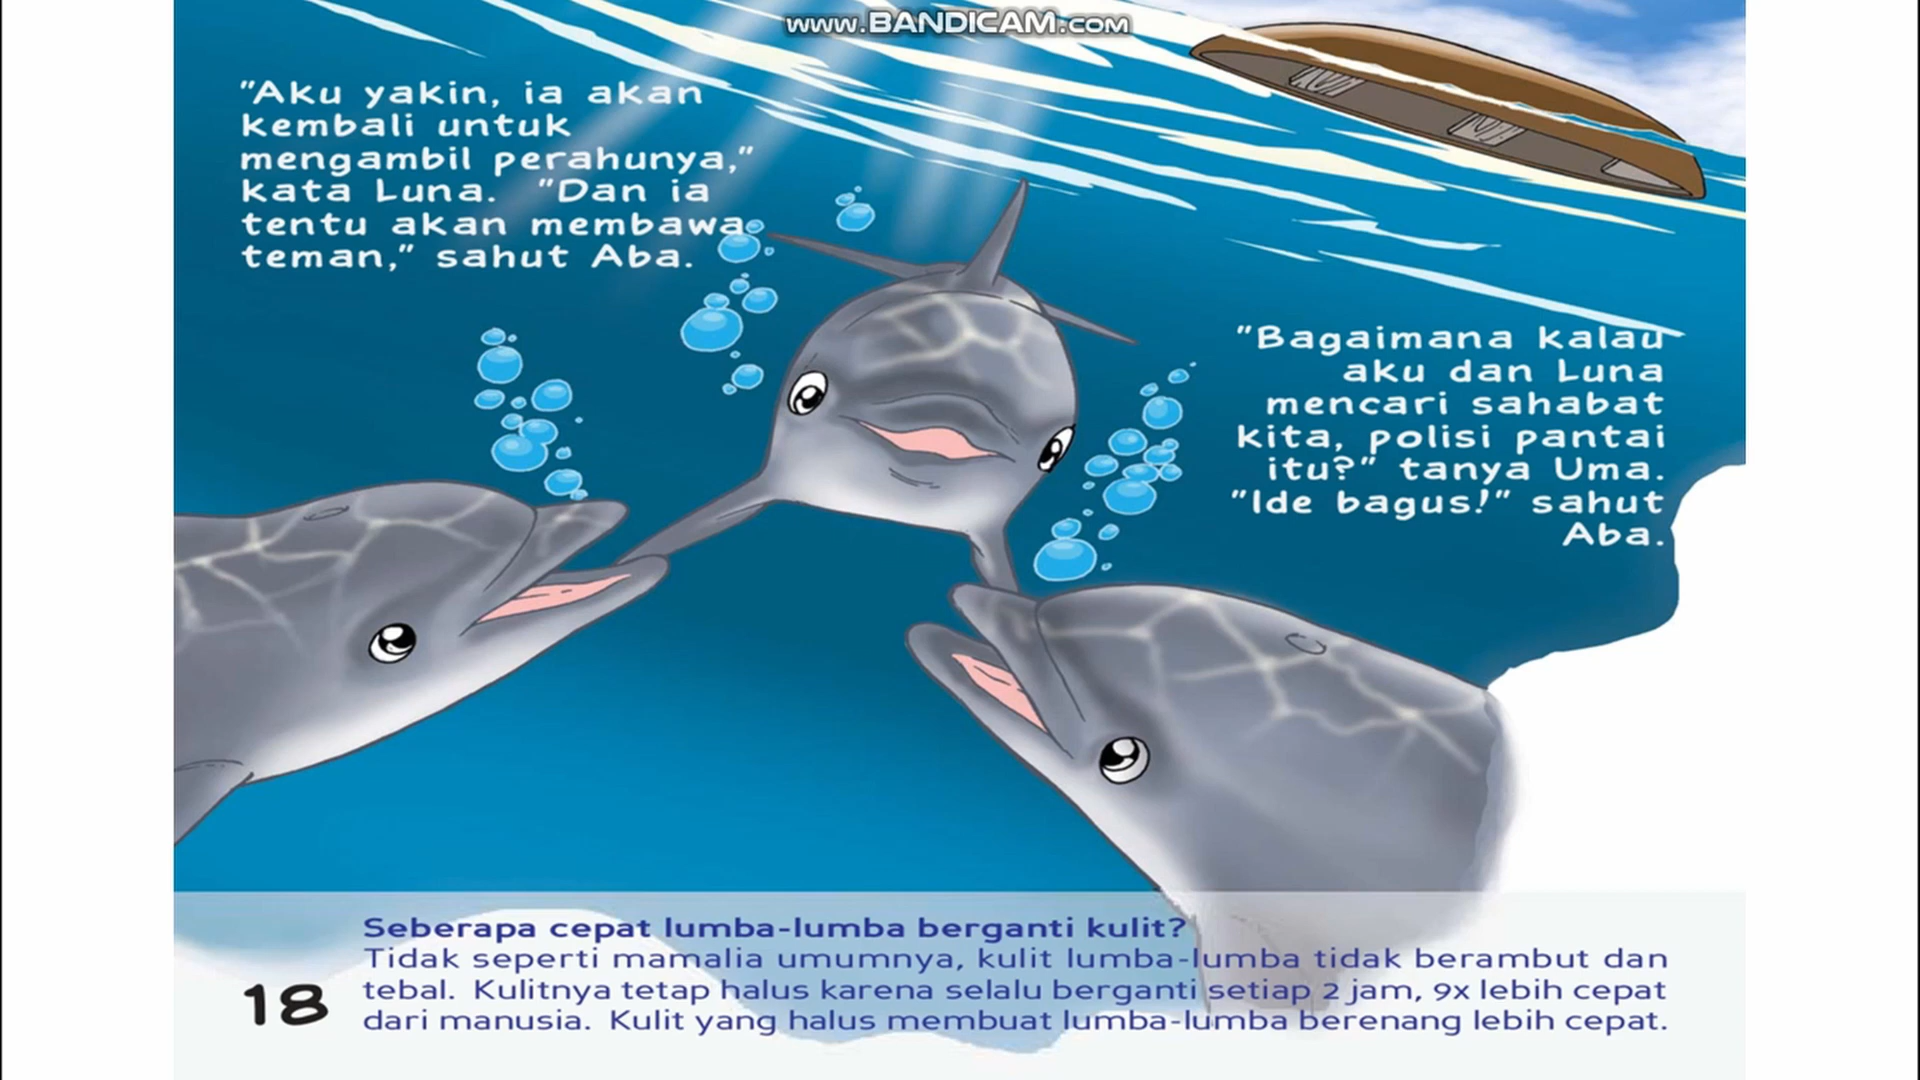 www.BANDICAM.com
"Aku yakin, ia akan
kembali untuk
mengambil perahunya,"
kata Luna. "Dan ia
tentu akan membawa
teman," sahut Aba.
"Bagaimana kalau
aku dan Luna
mencari sahabat
kita, polisi pantai
itu?" tanya Uma.
"Ide bagus!" sahut
Aba.
Seberapa cepat lumba-lumba berganti kulit?
Tidak seperti mamalia umumnya, kulit lumba-lumba tidak berambut dan
tebal. Kulitnya tetap halus karena selalu berganti setiap 2 jam, 9x lebih cepat
dari manusia. Kulit yang halus membuat lumba-lumba berenang lebih cepat.
18